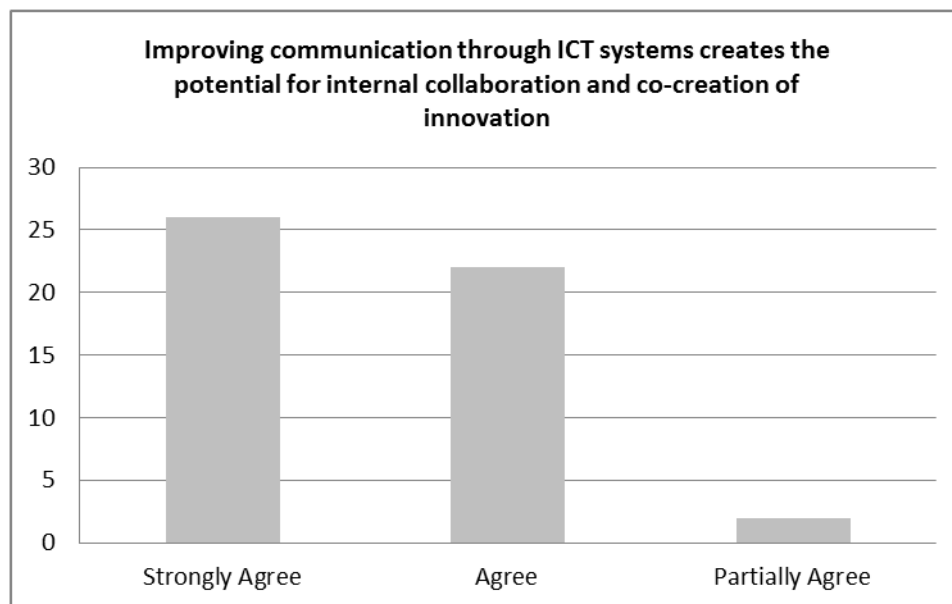 Improving communication through ICT systems creates the
potential for internal collaboration and co-creation of
innovation
30
25
20
15
10
5
0
Strongly Agree Agree Partially Agree